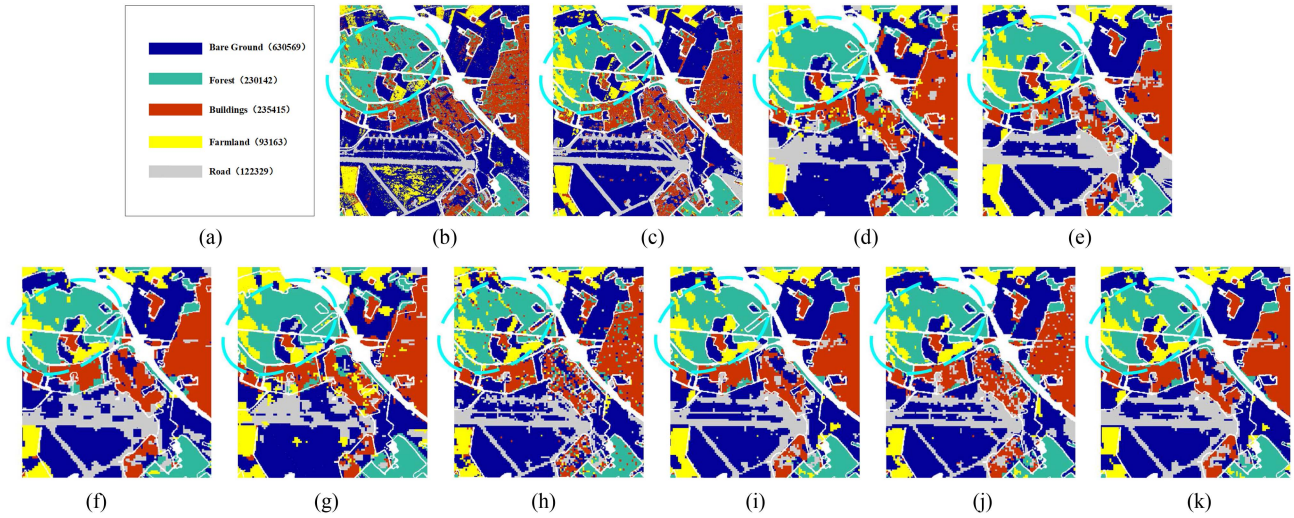 Bare Ground（630569）
Forest（230142）
Buildings（235415）
Farmland（93163）
Road（122329）
(a) (b) (c) (d) (e)
(f) (g) (h) (i) (j) (k)